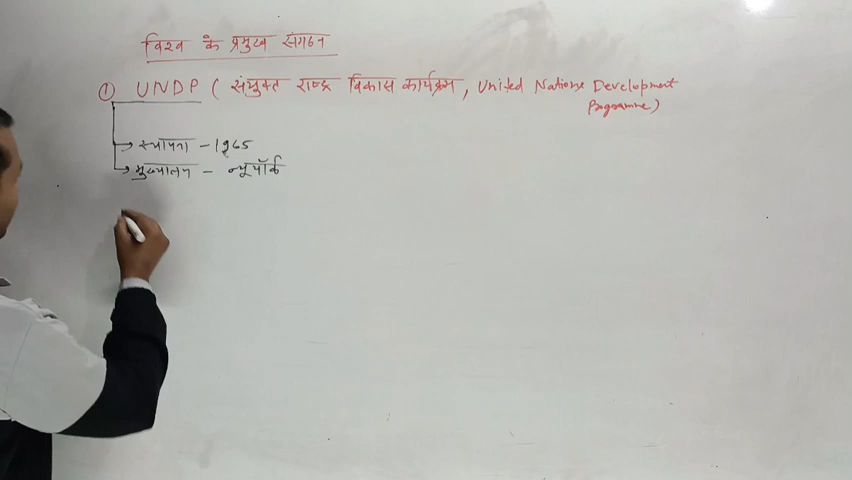 विश्व के प्रमुख संगठन
① UNDP ( संयुक्त राष्ट्र विकास कार्यक्रम, United Nations Development
Programme)
→ स्थापना - 1965
→ मुख्यालय - न्यूयॉर्क